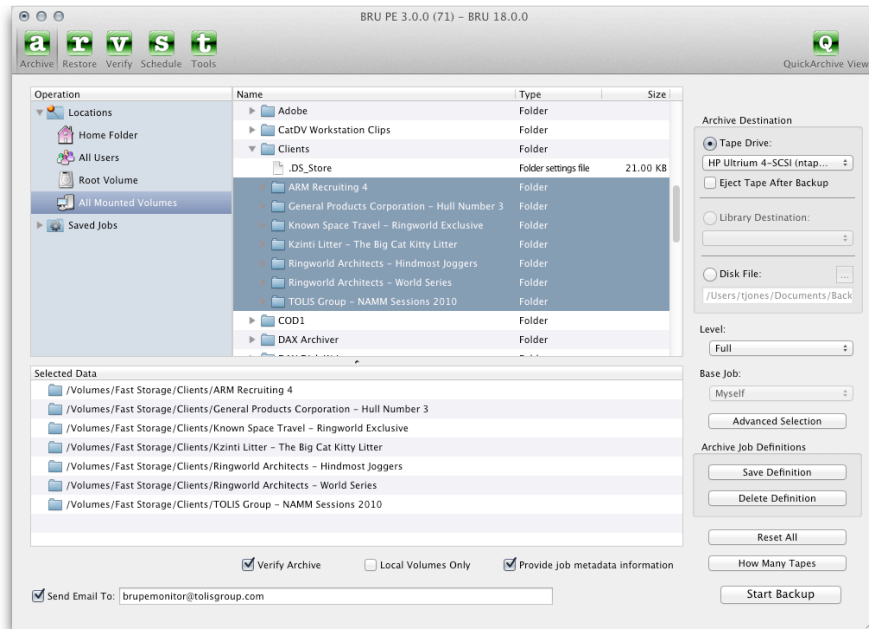 BRU PE 3.0.0 (71) – BRU 18.0.0
a r v s t Q
Archive Restore Verify Schedule Tools QuickArchive View
Operation
Locations
Home Folder
All Users
Root Volume
All Mounted Volumes
Saved Jobs
Name Type Size
Adobe Folder
CatDV Workstation Clips Folder
Clients Folder
.DS_Store Folder settings file 21.00 KB
ARM Recruiting 4 Folder
General Products Corporation – Hull Number 3 Folder
Known Space Travel – Ringworld Exclusive Folder
Kzinti Litter – The Big Cat Kitty Litter Folder
Ringworld Architects – Hindmost Joggers Folder
Ringworld Architects – World Series Folder
TOLIS Group – NAMM Sessions 2010 Folder
COD1 Folder
DAX Archiver Folder
Selected Data
/Volumes/Fast Storage/Clients/ARM Recruiting 4
/Volumes/Fast Storage/Clients/General Products Corporation – Hull Number 3
/Volumes/Fast Storage/Clients/Known Space Travel – Ringworld Exclusive
/Volumes/Fast Storage/Clients/Kzinti Litter – The Big Cat Kitty Litter
/Volumes/Fast Storage/Clients/Ringworld Architects – Hindmost Joggers
/Volumes/Fast Storage/Clients/Ringworld Architects – World Series
/Volumes/Fast Storage/Clients/TOLIS Group – NAMM Sessions 2010
Verify Archive Local Volumes Only Provide job metadata information
Send Email To: brupemonitor@tolisgroup.com
Archive Destination
Tape Drive:
HP Ultrium 4-SCSI (ntap...
Eject Tape After Backup
Library Destination:
Disk File: ...
/Users/tjones/Documents/Back
Level:
Full
Base Job:
Myself
Advanced Selection
Archive Job Definitions
Save Definition
Delete Definition
Reset All
How Many Tapes
Start Backup